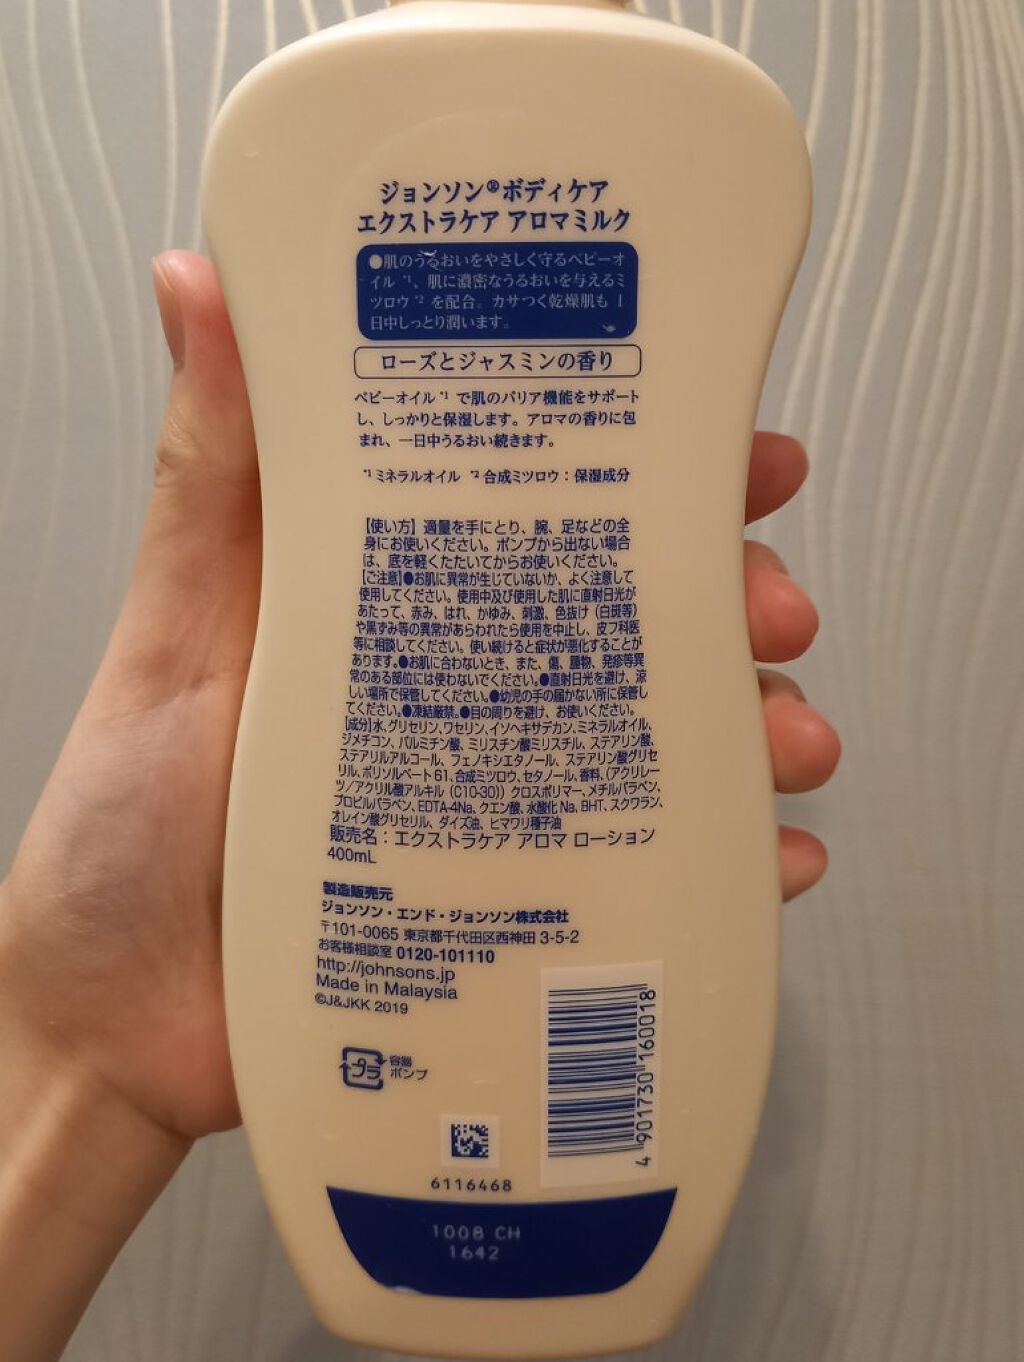 ジョンソン®ボディケア
エクストラケア アロマミルク
●肌のうるおいをやさしく守るベビーオ
イル*1、肌に濃密なうるおいを与えるミ
ツロウ*2 を配合。カサつく乾燥肌も 1
日中しっとり潤います。
ローズとジャスミンの香り
ベビーオイル*1 で肌のバリア機能をサポート
し、しっかりと保湿します。アロマの香りに包
まれ、一日中うるおい続きます。
*1 ミネラルオイル *2 合成ミツロウ：保湿成分
【使い方】適量を手にとり、腕、足などの全
身にお使いください。ポンプから出ない場合
は、底を軽くたたいてからお使いください。
【ご注意】●お肌に異常が生じていないか、よく注意して
使用してください。使用中及び使用した肌に直射日光が
あたって、赤み、はれ、かゆみ、刺激、色抜け（白斑等）
や黒ずみ等の異常があらわれたら使用を中止し、皮フ科医
等に相談してください。使い続けると症状が悪化することが
あります。●お肌に合わないとき、また、傷、腫物、発疹等異
常のある部位には使わないでください。●直射日光を避け、涼
しい場所で保管してください。●幼児の手の届かない所に保管し
てください。●凍結厳禁。●目の周りを避け、お使いください。
【成分】水、グリセリン、ワセリン、イソヘキサデカン、ミネラルオイル、
ジメチコン、パルミチン酸、ミリスチン酸ミリスチル、ステアリン酸、
ステアリルアルコール、フェノキシエタノール、ステアリン酸グリセ
リル、ポリソルベート61、合成ミツロウ、セタノール、香料、（アクリレー
ツ／アクリル酸アルキル（C10-30））クロスポリマー、メチルパラベン、
プロピルパラベン、EDTA-4Na、クエン酸、水酸化Na、BHT、スクワラン、
オレイン酸グリセリル、ダイズ油、ヒマワリ種子油
販売名：エクストラケア アロマ ローション
400mL
製造販売元
ジョンソン・エンド・ジョンソン株式会社
〒101-0065 東京都千代田区西神田 3-5-2
お客様相談室 0120-101110
http://johnsons.jp
Made in Malaysia
©J&JKK 2019
プラ
容器
ポンプ
4 901730 160018
6116468
1008 CH
1642